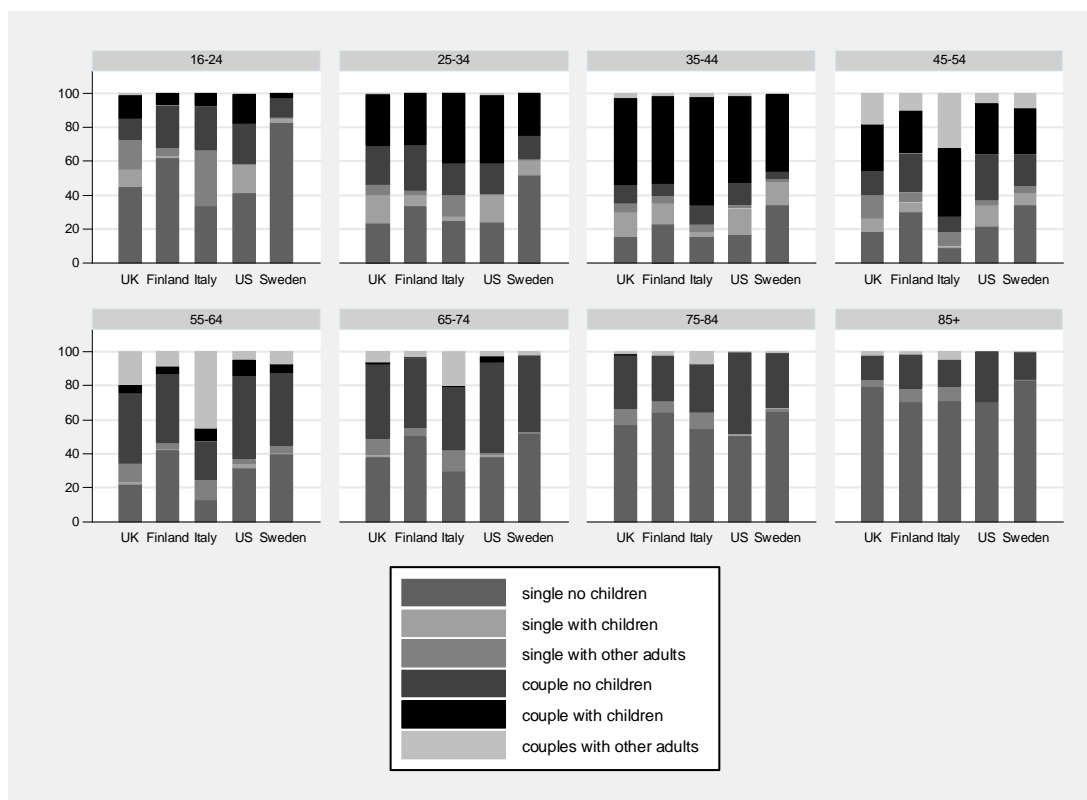 16-24 25-34 35-44 45-54
100
80
60
40
20
0
UK Finland Italy US Sweden UK Finland Italy US Sweden UK Finland Italy US Sweden UK Finland Italy US Sweden
55-64 65-74 75-84 85+
100
80
60
40
20
0
UK Finland Italy US Sweden UK Finland Italy US Sweden UK Finland Italy US Sweden UK Finland Italy US Sweden
single no children
single with children
single with other adults
couple no children
couple with children
couples with other adults